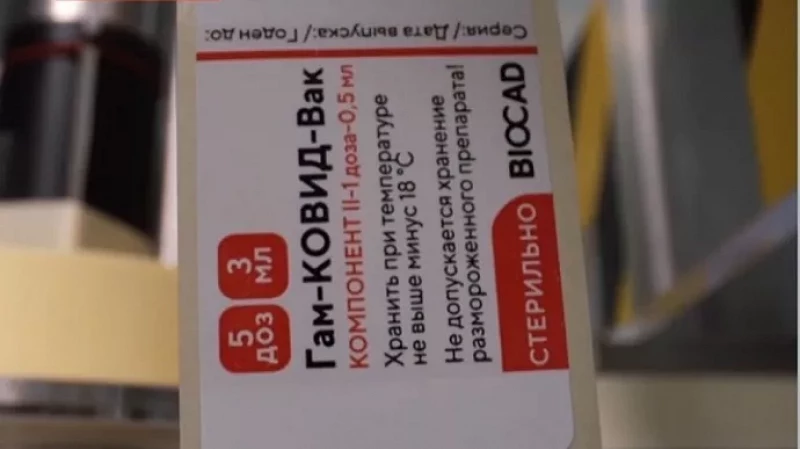 5 доз
3 мл
Гам-КОВИД-Вак
КОМПОНЕНТ II-1 доза-0,5 мл
Хранить при температуре
не выше минус 18 °С
Не допускается хранение
размороженного препарата!
СТЕРИЛЬНО
BIOCAD
Серия:/Дата выпуска:/Годен до: